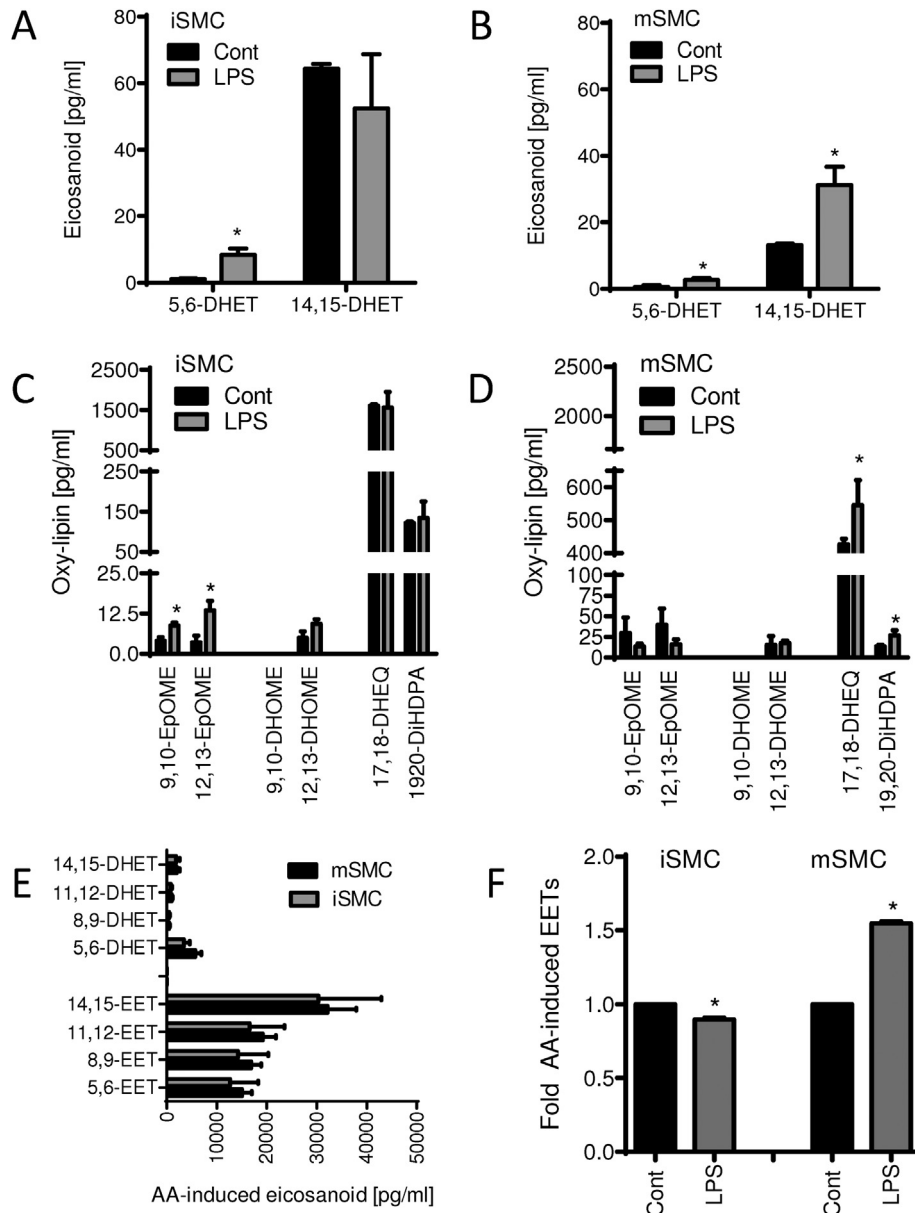 A
iSMC
Cont
LPS
Eicosanoid [pg/ml]
80
60
40
20
0
*
5,6-DHET
14,15-DHET
B
mSMC
Cont
LPS
Eicosanoid [pg/ml]
80
60
40
20
0
*
*
5,6-DHET
14,15-DHET
C
iSMC
Cont
LPS
Oxy-lipin [pg/ml]
2500
1500
500
250
150
50
25.0
12.5
0.0
*
*
9,10-EpOME
12,13-EpOME
9,10-DHOME
12,13-DHOME
17,18-DHEQ
1920-DiHDPA
D
mSMC
Cont
LPS
Oxy-lipin [pg/ml]
2500
2000
600
500
400
100
75
50
25
0
*
*
9,10-EpOME
12,13-EpOME
9,10-DHOME
12,13-DHOME
17,18-DHEQ
19,20-DiHDPA
E
mSMC
iSMC
14,15-DHET
11,12-DHET
8,9-DHET
5,6-DHET
14,15-EET
11,12-EET
8,9-EET
5,6-EET
0
10000
20000
30000
40000
50000
AA-induced eicosanoid [pg/ml]
F
iSMC
mSMC
Fold AA-induced EETs
2.0
1.5
1.0
0.5
0.0
*
*
Cont
LPS
Cont
LPS